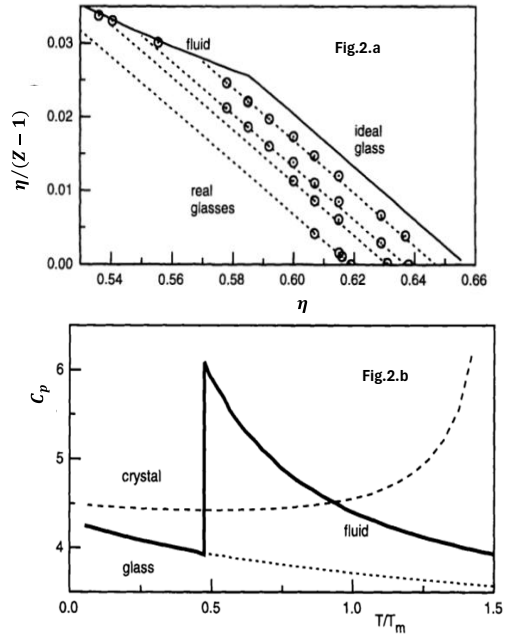 Fig.2.a
fluid
ideal
glass
real
glasses
η/(Z − 1)
0.03
0.02
0.01
0.00
0.54 0.56 0.58 0.60 0.62 0.64 0.66
η
Fig.2.b
C_p
6
5
4
crystal
fluid
glass
0.0 0.5 1.0 1.5
T/T_m